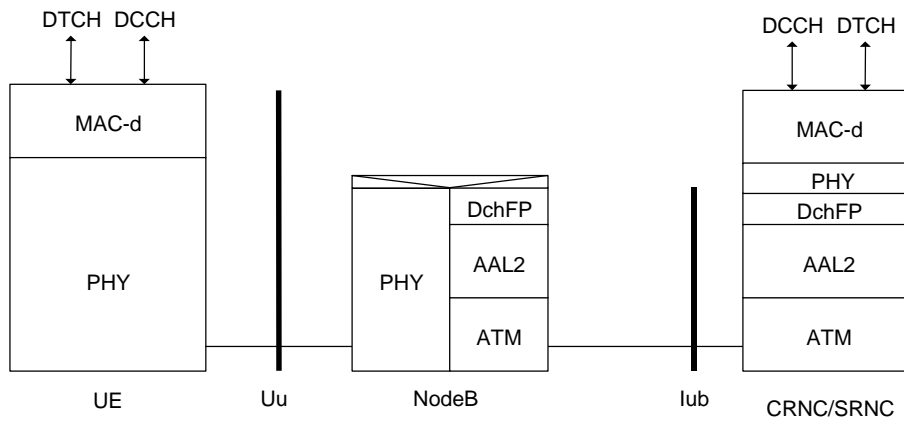 DTCH DCCH
DCCH DTCH
MAC-d
MAC-d
PHY
DchFP
DchFP
PHY
PHY
AAL2
AAL2
ATM
ATM
UE
Uu
NodeB
Iub
CRNC/SRNC